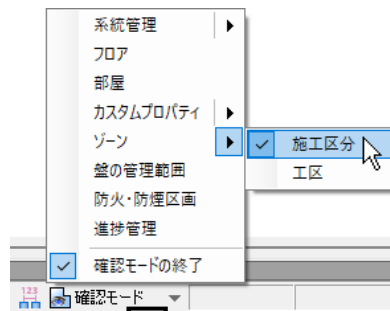 系統管理
フロア
部屋
カスタムプロパティ
ゾーン
施工区分
工区
盤の管理範囲
防火・防煙区画
進捗管理
確認モードの終了
123
確認モード